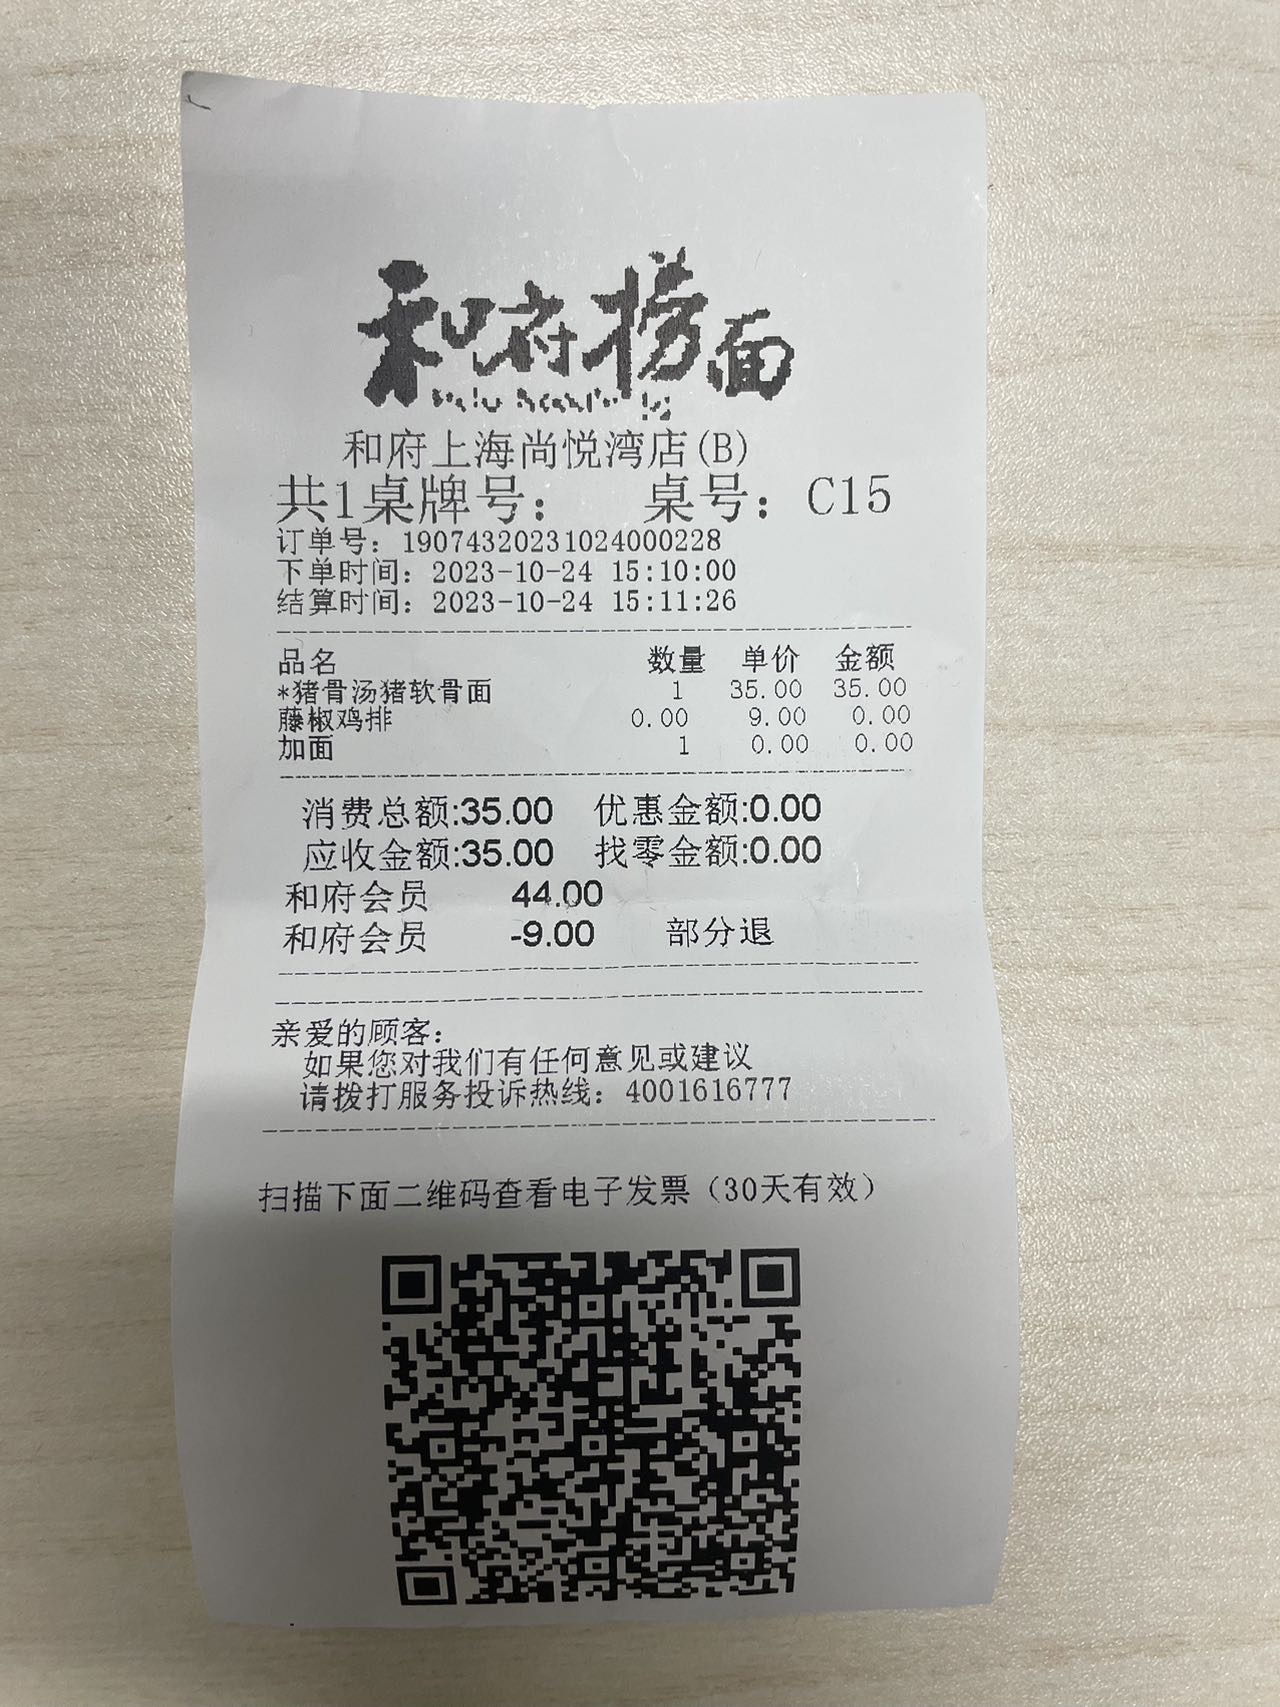 和府捞面
和府上海尚悦湾店(B)
共1桌牌号： 桌号：C15
订单号：19074320231024000228
下单时间：2023-10-24 15:10:00
结算时间：2023-10-24 15:11:26
品名 数量 单价 金额
*猪骨汤猪软骨面 1 35.00 35.00
藤椒鸡排 0.00 9.00 0.00
加面 1 0.00 0.00
消费总额:35.00 优惠金额:0.00
应收金额:35.00 找零金额:0.00
和府会员 44.00
和府会员 -9.00 部分退
亲爱的顾客：
如果您对我们有任何意见或建议
请拨打服务投诉热线：4001616777
扫描下面二维码查看电子发票（30天有效）